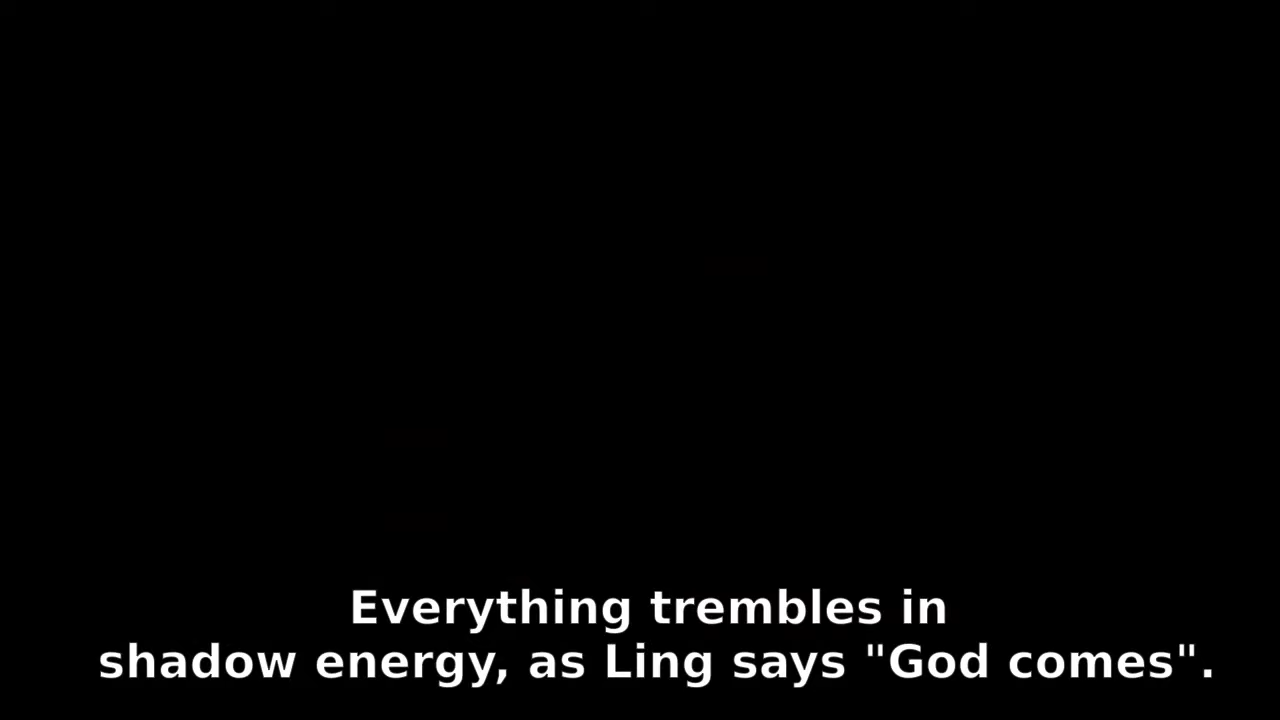 Everything trembles in
shadow energy, as Ling says "God comes".